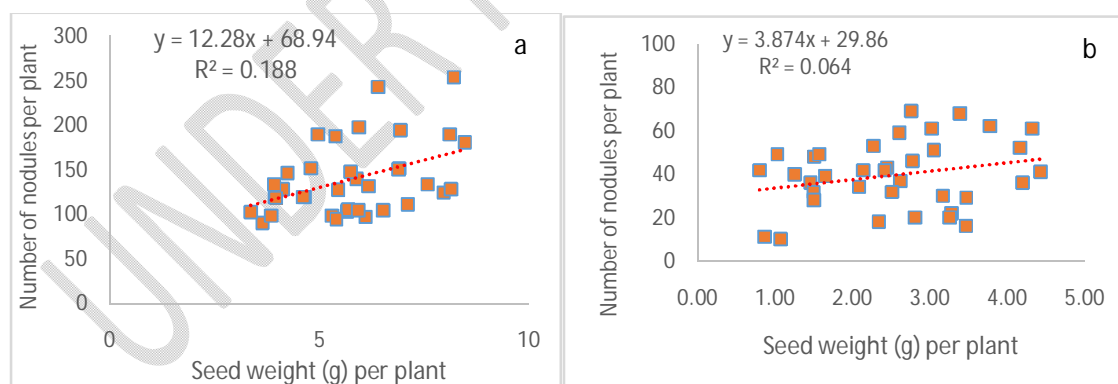 Number of nodules per plant
300
250
200
150
100
50
0
y = 12.28x + 68.94
R² = 0.188
a
0 5 10
Seed weight (g) per plant
Number of nodules per plant
100
80
60
40
20
0
y = 3.874x + 29.86
R² = 0.064
b
0.00 1.00 2.00 3.00 4.00 5.00
Seed weight (g) per plant
UNDER